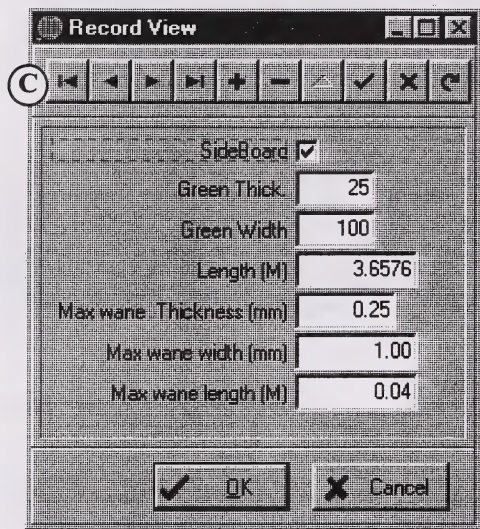 Record View
C
SideBoard
Green Thick. 25
Green Width 100
Length (M) 3.6576
Max wane Thickness (mm) 0.25
Max wane width (mm) 1.00
Max wane length (M) 0.04
OK Cancel